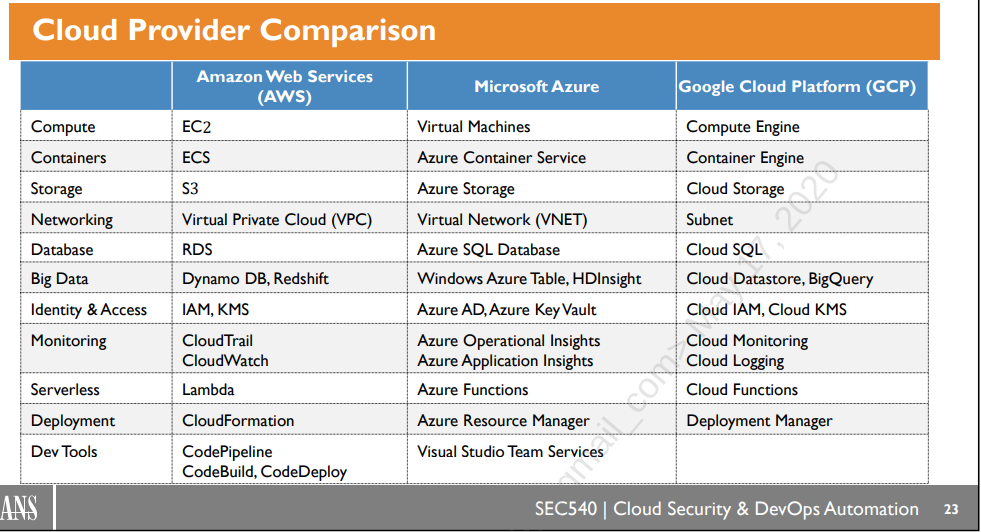 Cloud Provider Comparison
Amazon Web Services
(AWS)
Microsoft Azure
Google Cloud Platform (GCP)
Compute
EC2
Virtual Machines
Compute Engine
Containers
ECS
Azure Container Service
Container Engine
Storage
S3
Azure Storage
Cloud Storage
Networking
Virtual Private Cloud (VPC)
Virtual Network (VNET)
Subnet
Database
RDS
Azure SQL Database
Cloud SQL
Big Data
Dynamo DB, Redshift
Windows Azure Table, HDInsight
Cloud Datastore, BigQuery
Identity & Access
IAM, KMS
Azure AD, Azure Key Vault
Cloud IAM, Cloud KMS
Monitoring
CloudTrail
CloudWatch
Azure Operational Insights
Azure Application Insights
Cloud Monitoring
Cloud Logging
Serverless
Lambda
Azure Functions
Cloud Functions
Deployment
CloudFormation
Azure Resource Manager
Deployment Manager
Dev Tools
CodePipeline
CodeBuild, CodeDeploy
Visual Studio Team Services
gmail_com> May 17, 2020
ANS
SEC540 | Cloud Security & DevOps Automation
23